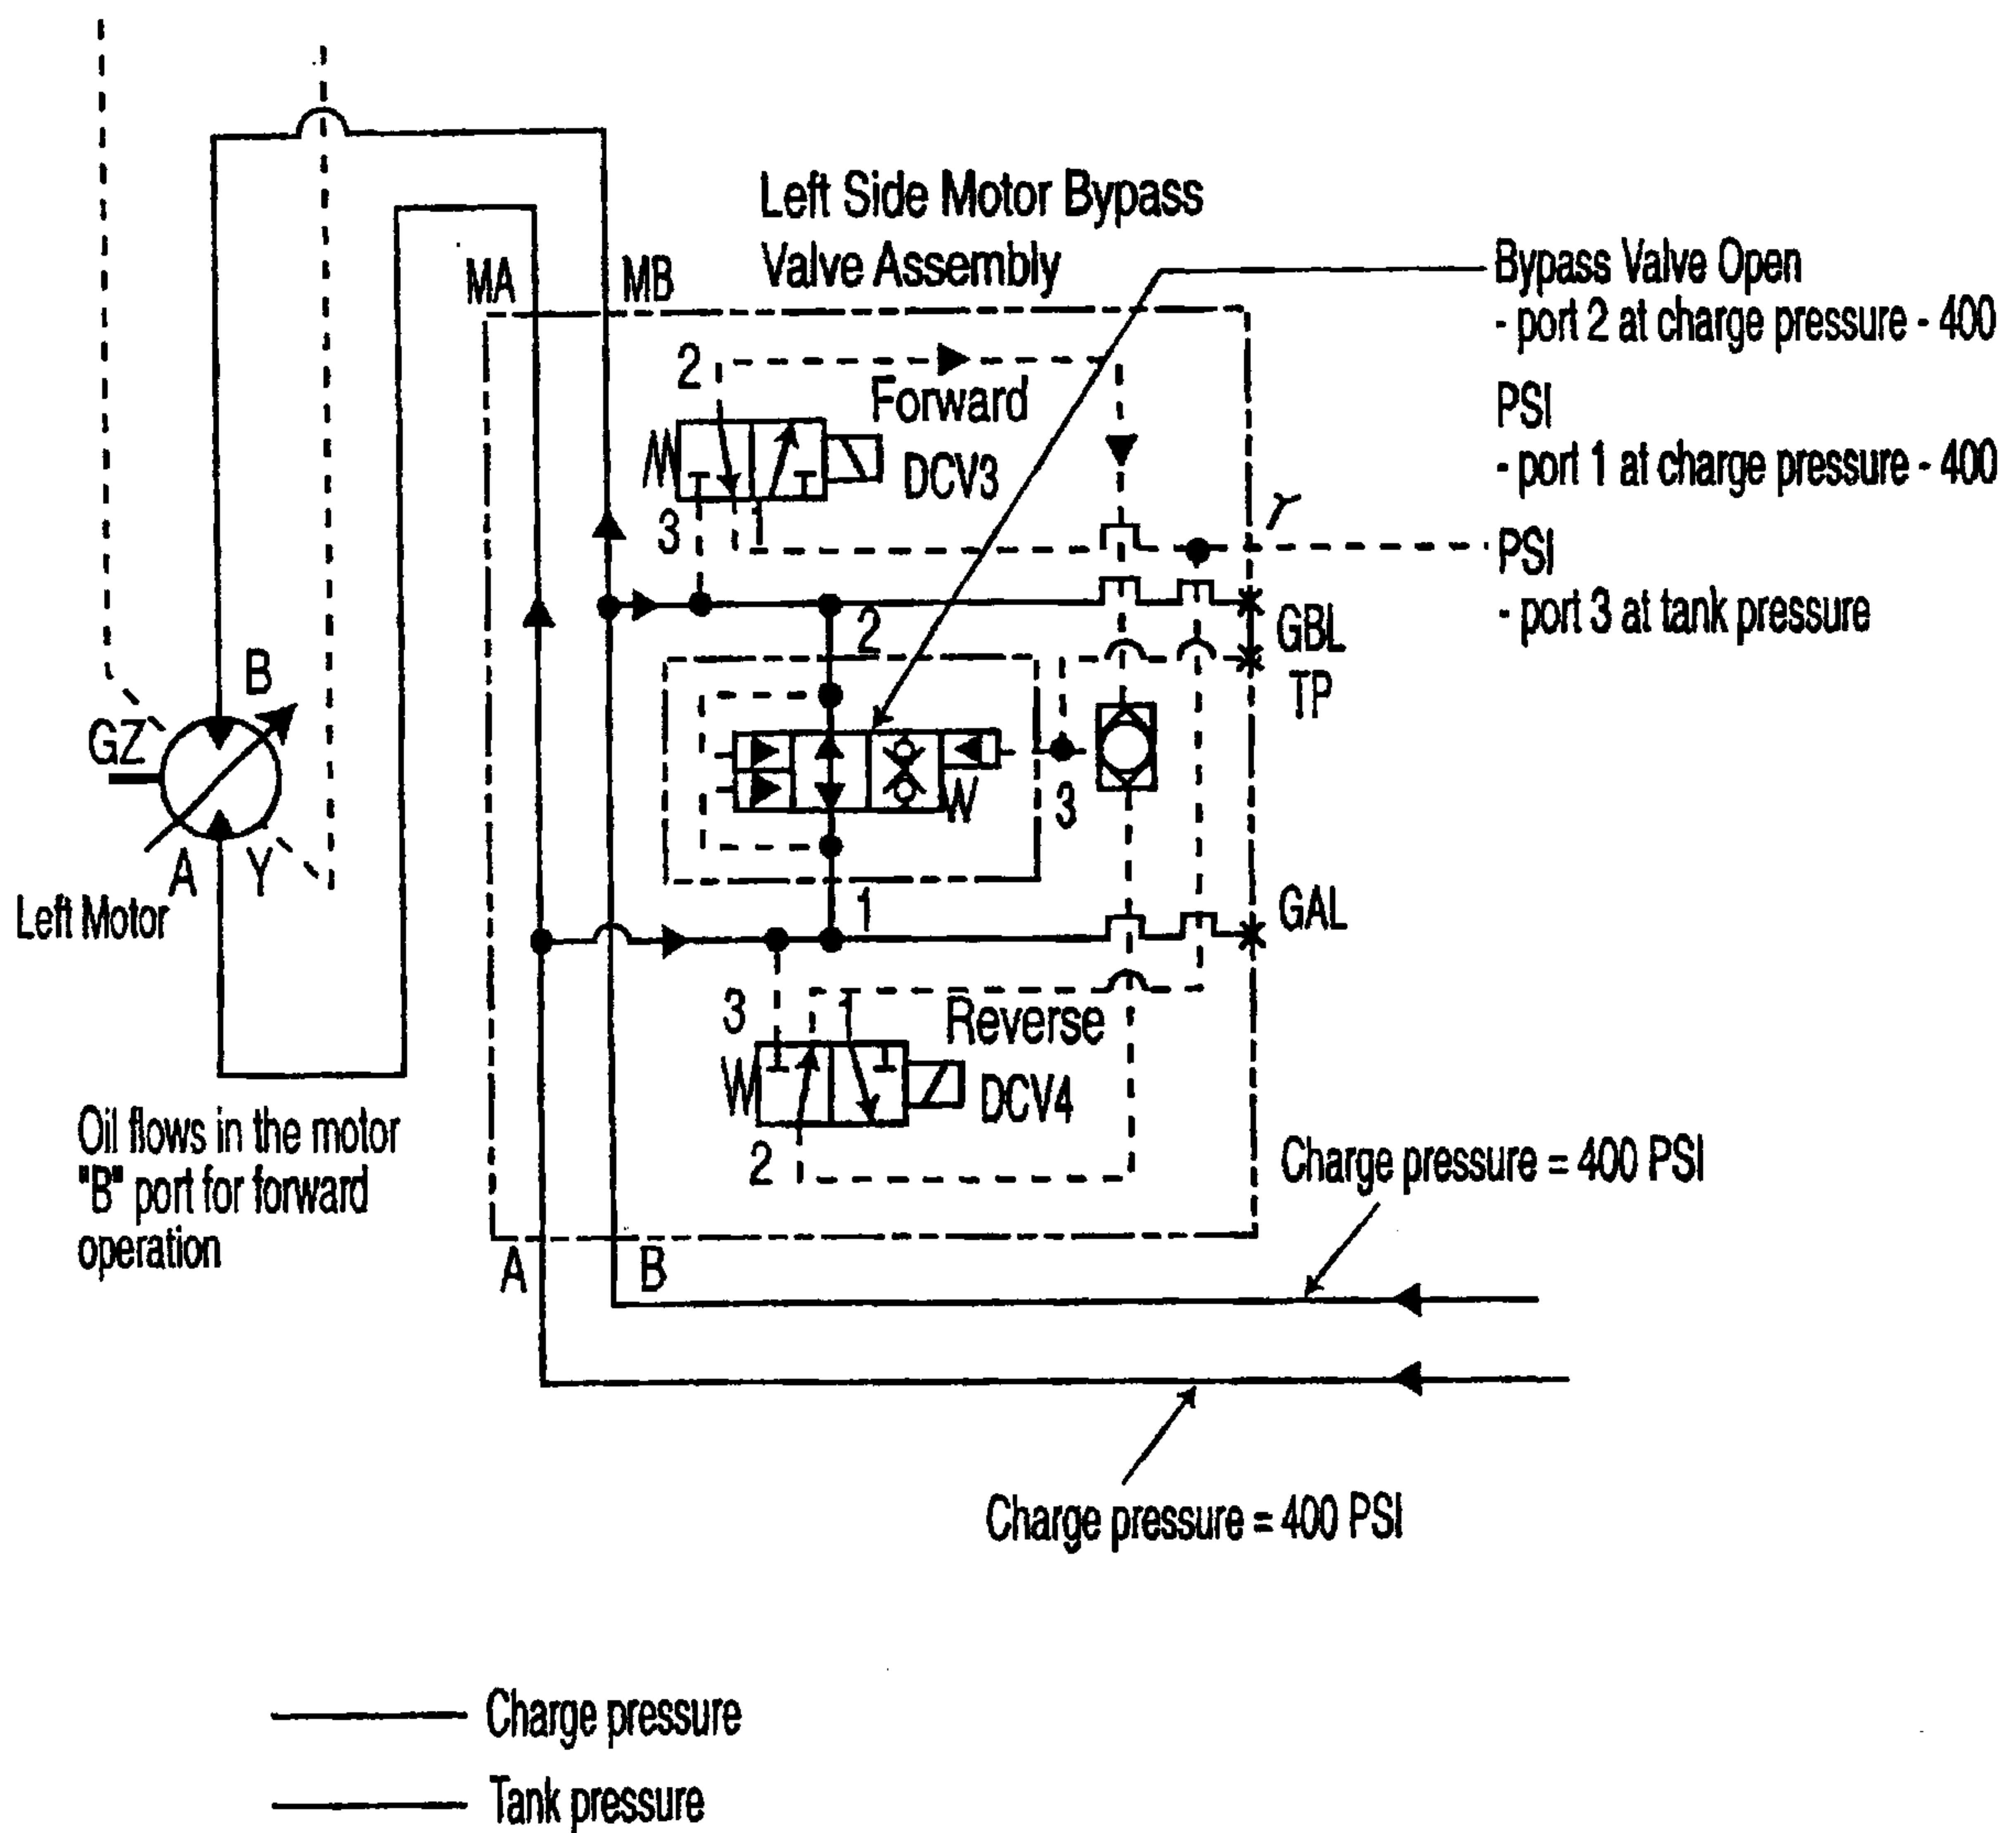 Left Side Motor Bypass
Valve Assembly
MA
MB
Bypass Valve Open
- port 2 at charge pressure - 400
PSI
- port 1 at charge pressure - 400
PSI
- port 3 at tank pressure
2
Forward
DCV3
3
1
Y
GBL
TP
2
B
GZ
W
3
A
Y
Left Motor
1
GAL
3
1
Reverse
W
DCV4
2
Oil flows in the motor
"B" port for forward
operation
A
B
Charge pressure = 400 PSI
Charge pressure = 400 PSI
Charge pressure
Tank pressure